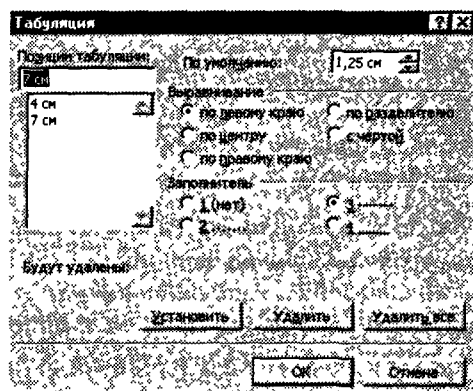 Табуляция
Позиции табуляции:
7 см
4 см
7 см
По умолчанию:
1,25 см
Выравнивание
по левому краю
по разделителю
по центру
с чертой
по правому краю
Заполнитель
1 (нет)
3 ------
2 ......
4 ____
Будут удалены:
Установить
Удалить
Удалить все
ОК
Отмена